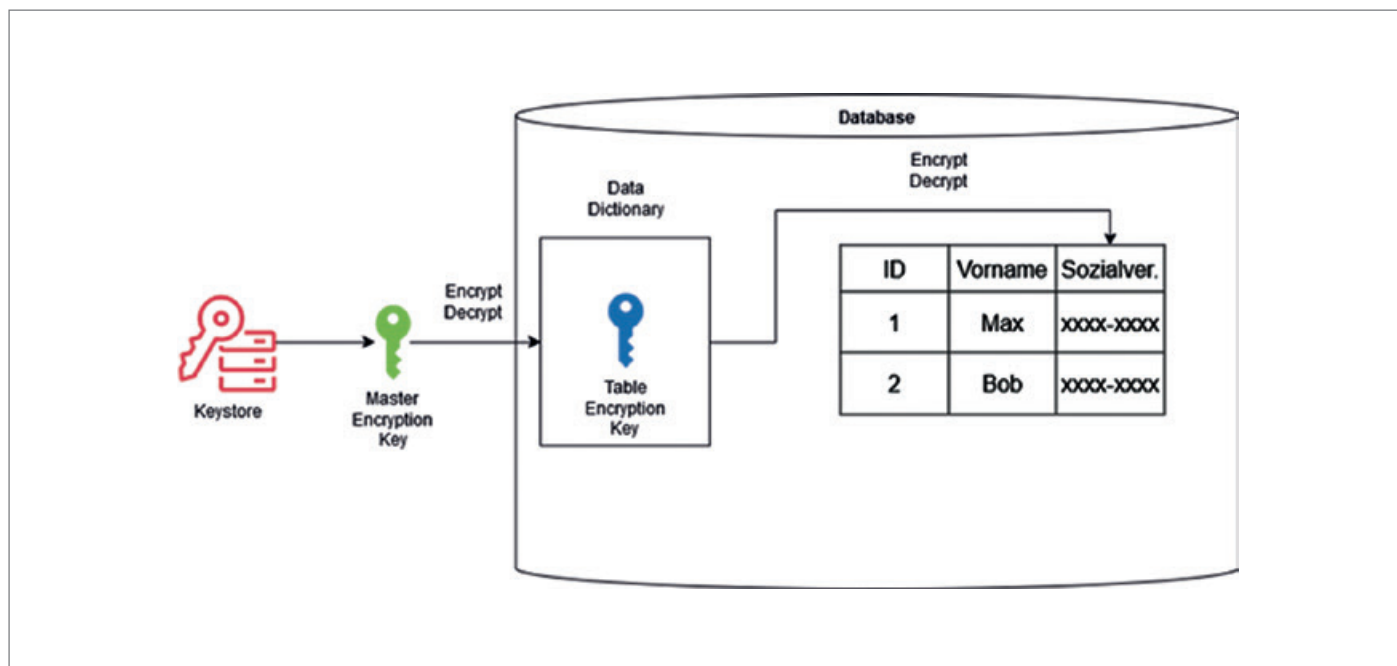 Database
Encrypt
Decrypt
Data
Dictionary
ID Vorname Sozialver.
1 Max xxxx-xxxx
2 Bob xxxx-xxxx
Encrypt
Decrypt
Table
Encryption
Key
Master
Encryption
Key
Keystore